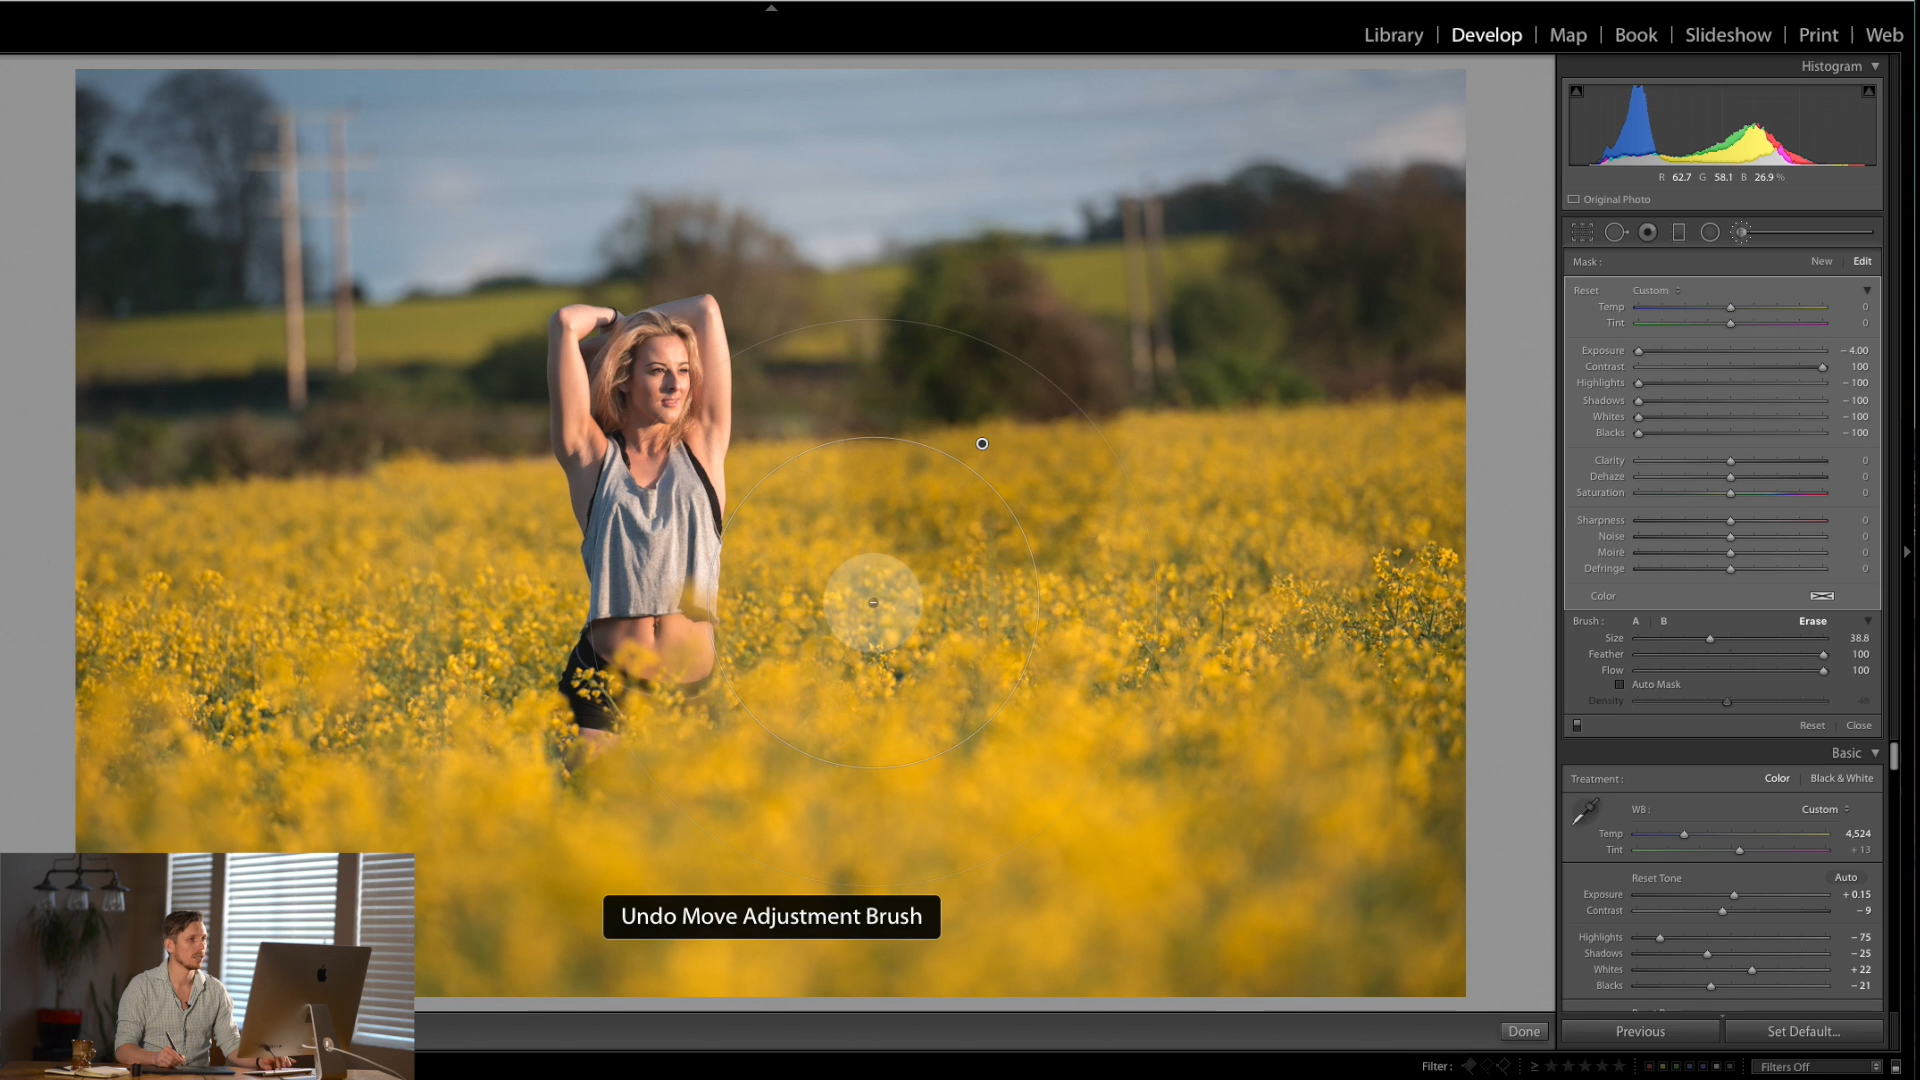 Library | Develop | Map | Book | Slideshow | Print | Web
Histogram
R 62.7 G 58.1 B 26.9 %
Original Photo
Mask : New Edit
Reset Custom
Temp 0
Tint 0
Exposure − 4.00
Contrast 100
Highlights − 100
Shadows − 100
Whites − 100
Blacks − 100
Clarity 0
Dehaze 0
Saturation 0
Sharpness 0
Noise 0
Moiré 0
Defringe 0
Color
Brush : A | B Erase
Size 38.8
Feather 100
Flow 100
Auto Mask
Density
Reset | Close
Basic
Treatment : Color | Black & White
WB : Custom
Temp 4,524
Tint + 13
Reset Tone Auto
Exposure + 0.15
Contrast − 9
Highlights − 75
Shadows − 25
Whites + 22
Blacks − 21
Undo Move Adjustment Brush
Done Previous Set Default...
Filter : ≥ Filters Off